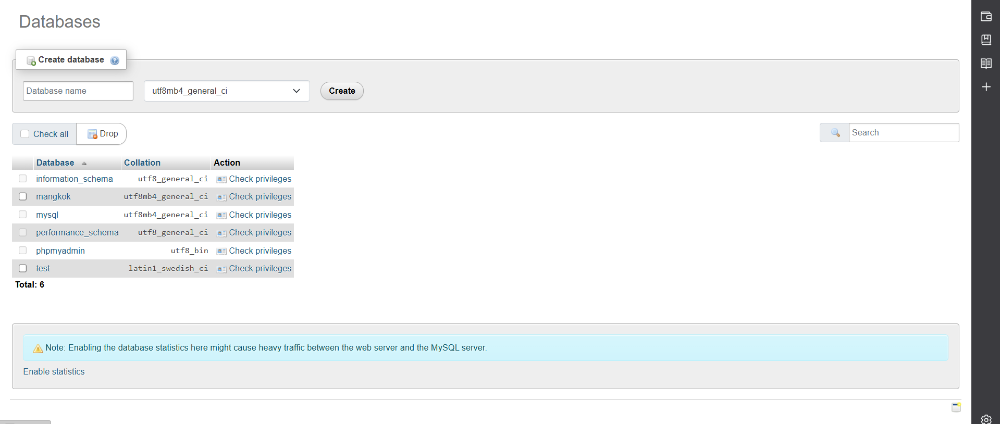 Databases
Create database
Database name
utf8mb4_general_ci
Create
Check all
Drop
Search
Database Collation Action
information_schema utf8_general_ci Check privileges
mangkok utf8mb4_general_ci Check privileges
mysql utf8mb4_general_ci Check privileges
performance_schema utf8_general_ci Check privileges
phpmyadmin utf8_bin Check privileges
test latin1_swedish_ci Check privileges
Total: 6
Note: Enabling the database statistics here might cause heavy traffic between the web server and the MySQL server.
Enable statistics